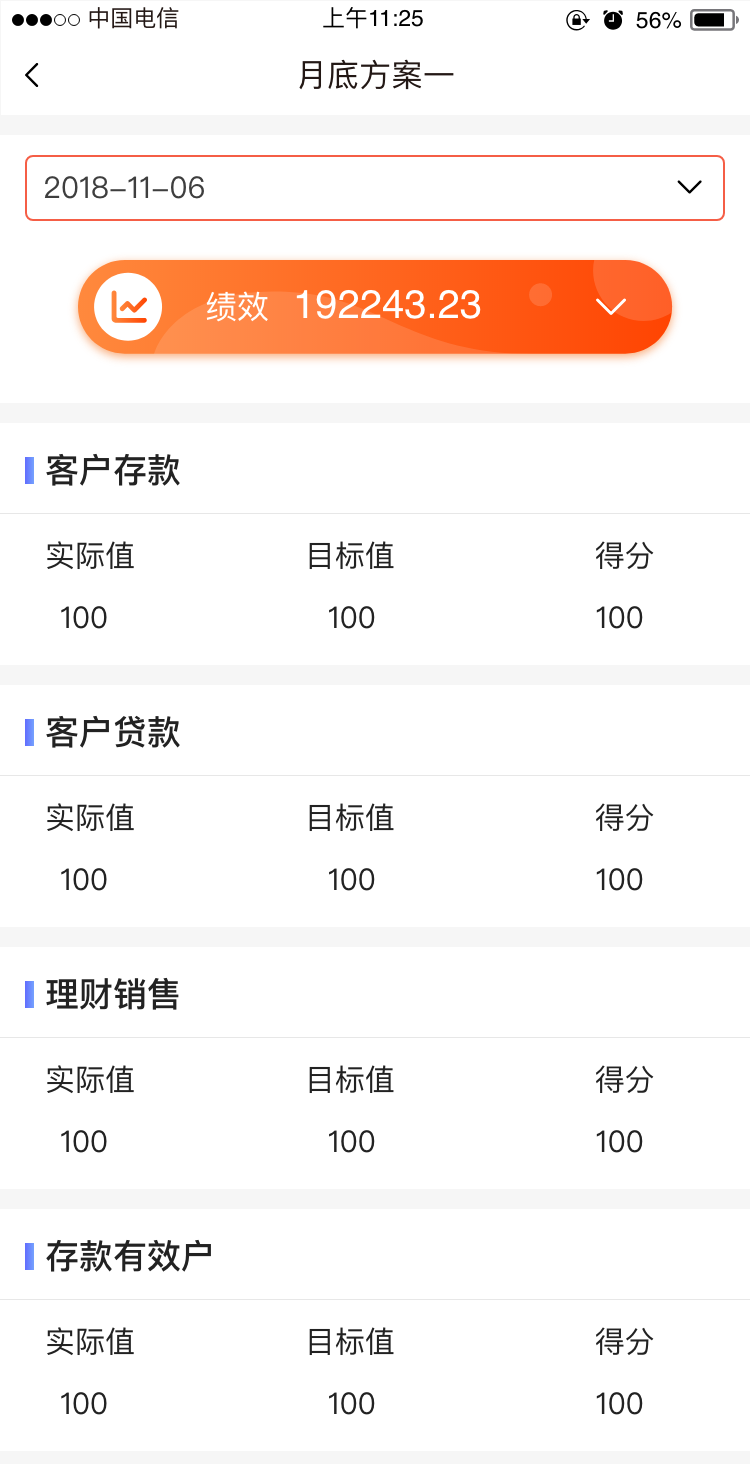 中国电信 上午11:25 56%
月底方案一
2018-11-06
绩效 192243.23
客户存款
实际值 目标值 得分
100 100 100
客户贷款
实际值 目标值 得分
100 100 100
理财销售
实际值 目标值 得分
100 100 100
存款有效户
实际值 目标值 得分
100 100 100